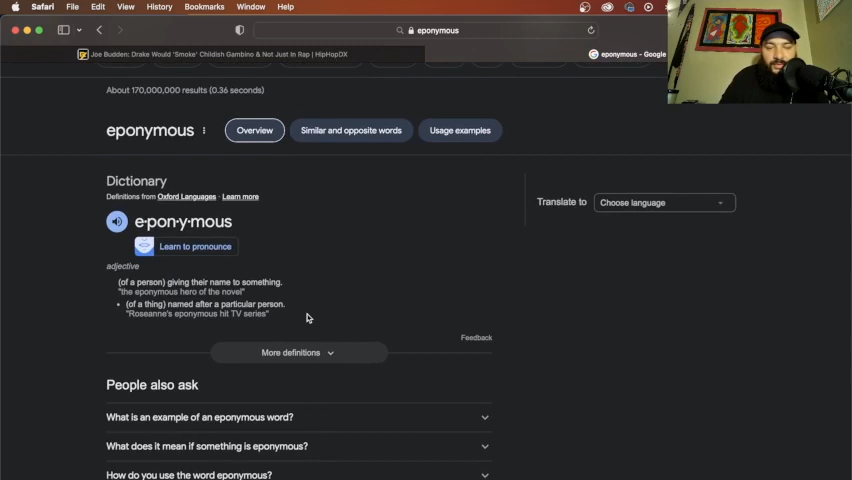 Safari File Edit View History Bookmarks Window Help
eponymous
Joe Budden: Drake Would 'Smoke' Childish Gambino & Not Just In Rap | HipHopDX
eponymous - Google
About 170,000,000 results (0.36 seconds)
eponymous
Overview
Similar and opposite words
Usage examples
Dictionary
Definitions from Oxford Languages · Learn more
Translate to
Choose language
e·pon·y·mous
Learn to pronounce
adjective
(of a person) giving their name to something.
"the eponymous hero of the novel"
• (of a thing) named after a particular person.
"Roseanne's eponymous hit TV series"
Feedback
More definitions
People also ask
What is an example of an eponymous word?
What does it mean if something is eponymous?
How do you use the word eponymous?